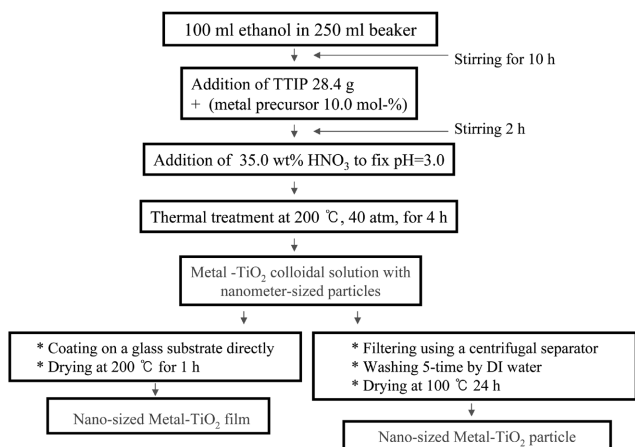 100 ml ethanol in 250 ml beaker
Stirring for 10 h
Addition of TTIP 28.4 g
+ (metal precursor 10.0 mol-%)
Stirring 2 h
Addition of 35.0 wt% HNO₃ to fix pH=3.0
Thermal treatment at 200 ℃, 40 atm, for 4 h
Metal -TiO₂ colloidal solution with
nanometer-sized particles
* Coating on a glass substrate directly
* Drying at 200 ℃ for 1 h
Nano-sized Metal-TiO₂ film
* Filtering using a centrifugal separator
* Washing 5-time by DI water
* Drying at 100 ℃ 24 h
Nano-sized Metal-TiO₂ particle